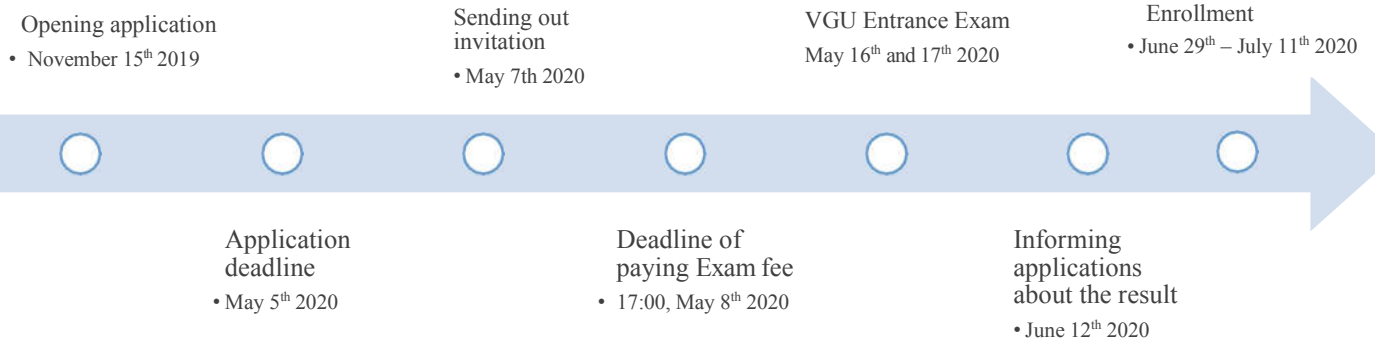 Opening application
• November 15th 2019
Application
deadline
• May 5th 2020
Sending out
invitation
• May 7th 2020
Deadline of
paying Exam fee
• 17:00, May 8th 2020
VGU Entrance Exam
May 16th and 17th 2020
Informing
applications
about the result
• June 12th 2020
Enrollment
• June 29th – July 11th 2020